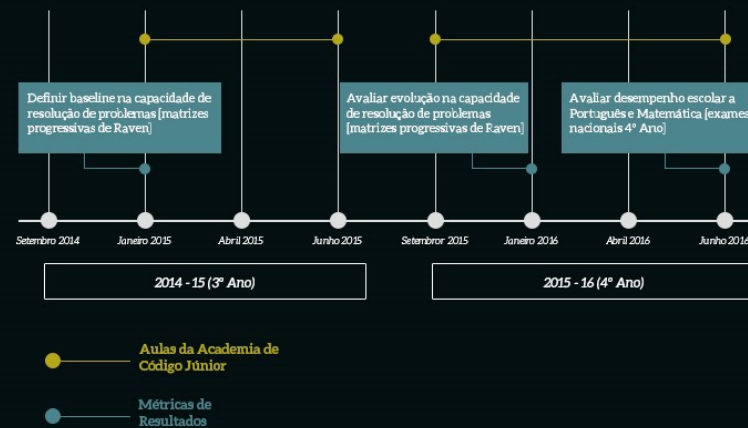 Definir baseline na capacidade de
resolução de problemas [matrizes
progressivas de Raven]
Avaliar evolução na capacidade
de resolução de problemas
[matrizes progressivas de Raven]
Avaliar desempenho escolar a
Português e Matemática [exames
nacionais 4º Ano]
Setembro 2014
Janeiro 2015
Abril 2015
Junho 2015
Setembror 2015
Janeiro 2016
Abril 2016
Junho 2016
2014 - 15 (3º Ano)
2015 - 16 (4º Ano)
Aulas da Academia de
Código Júnior
Métricas de
Resultados